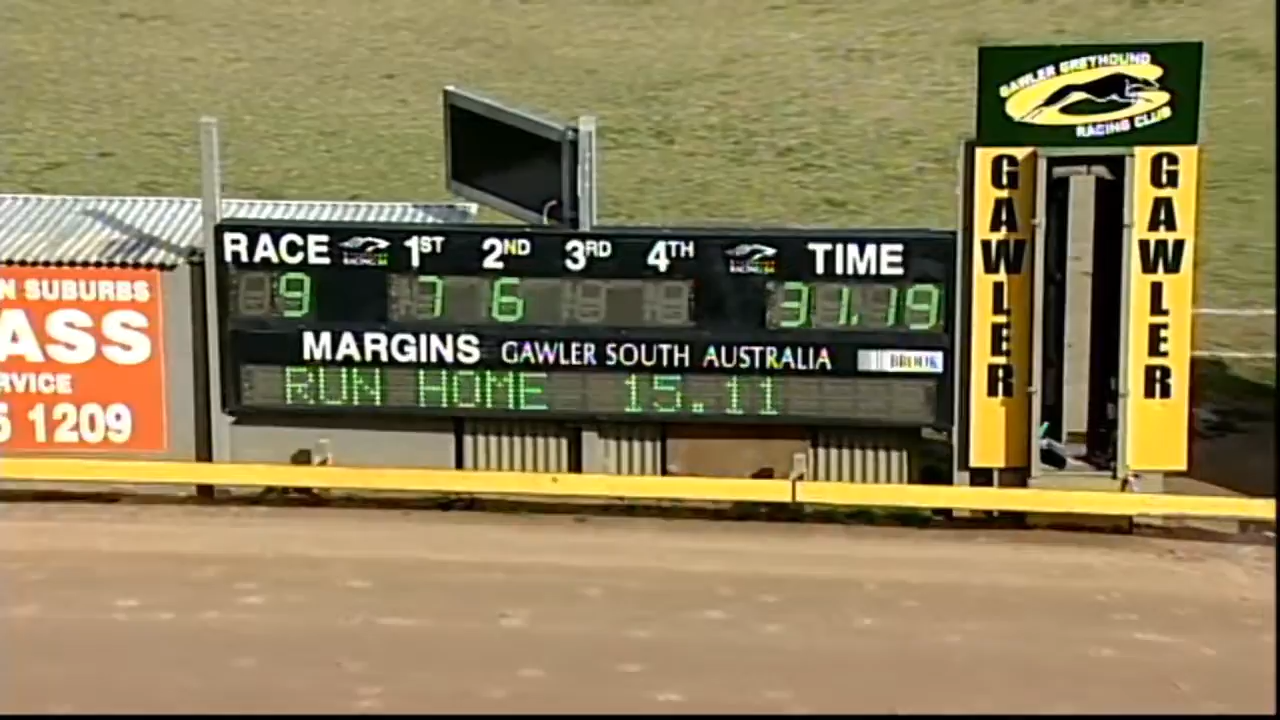 GAWLER GREYHOUND
RACING CLUB
GAWLER
GAWLER
RACE 1ST 2ND 3RD 4TH TIME
9 7 6 31.19
MARGINS GAWLER SOUTH AUSTRALIA
RUN HOME 15.11
N SUBURBS
ASS
RVICE
5 1209